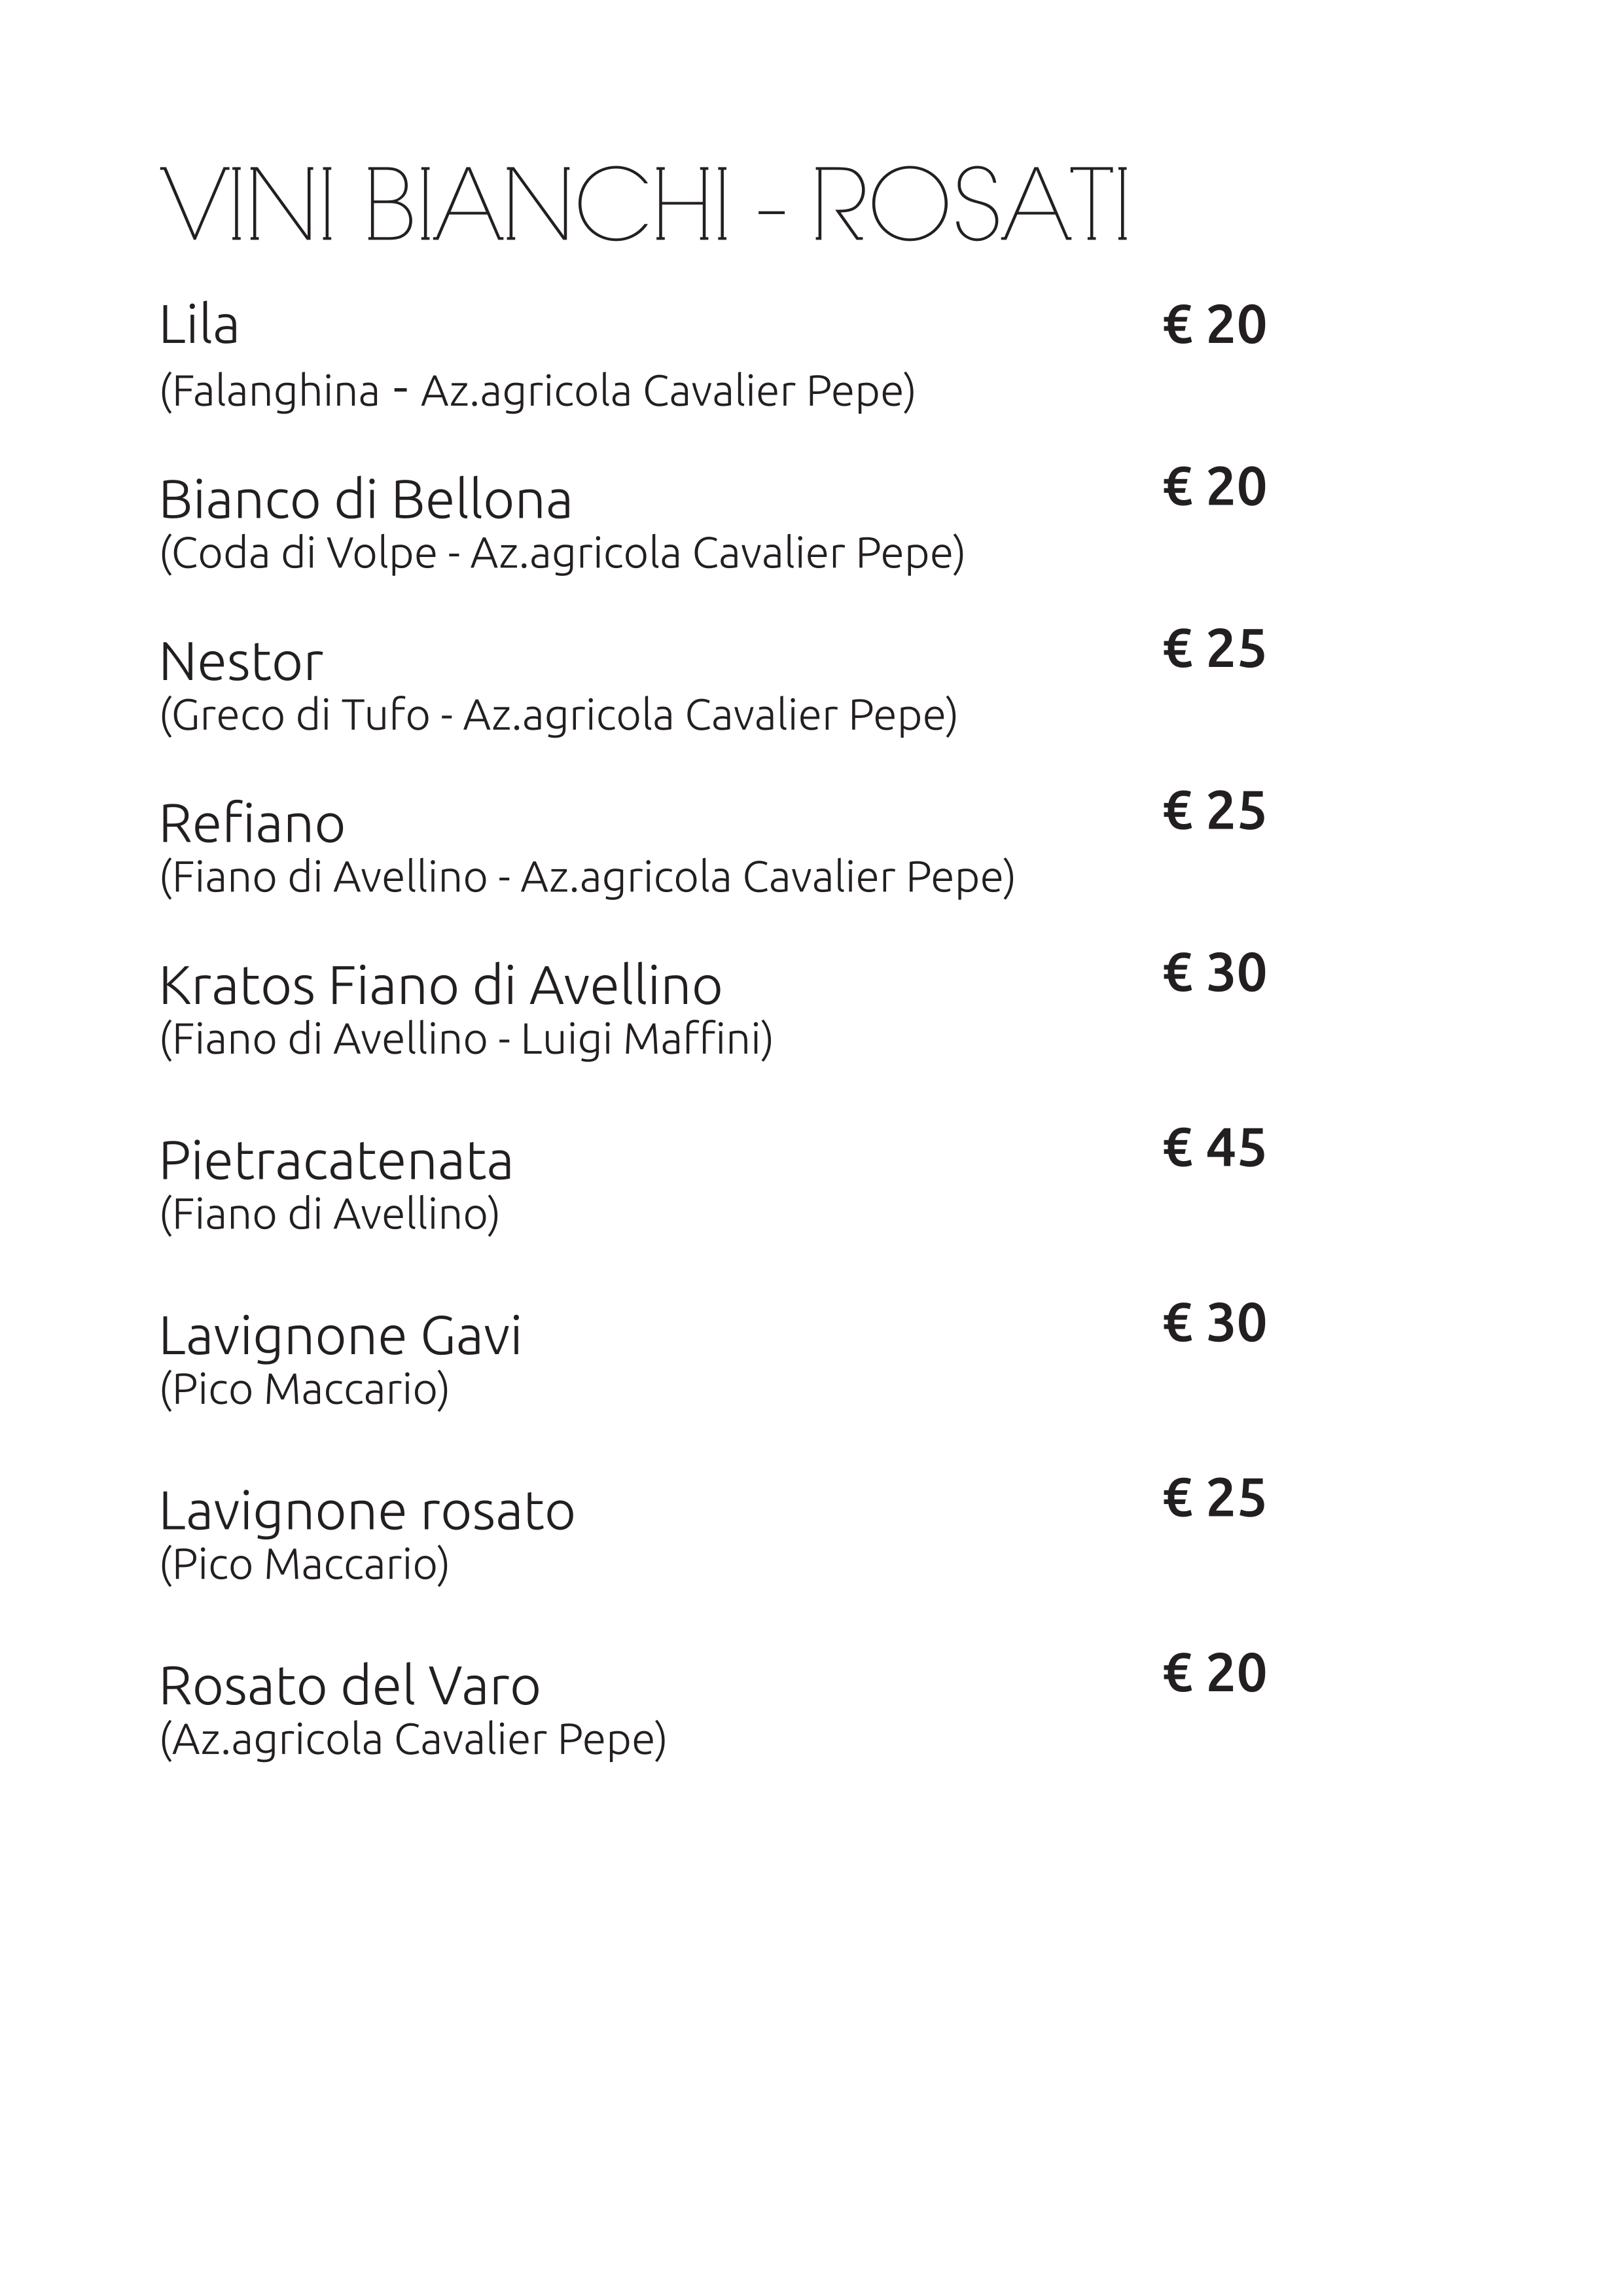 VINI BIANCHI - ROSATI
Lila € 20
(Falanghina - Az.agricola Cavalier Pepe)
Bianco di Bellona € 20
(Coda di Volpe - Az.agricola Cavalier Pepe)
Nestor € 25
(Greco di Tufo - Az.agricola Cavalier Pepe)
Refiano € 25
(Fiano di Avellino - Az.agricola Cavalier Pepe)
Kratos Fiano di Avellino € 30
(Fiano di Avellino - Luigi Maffini)
Pietracatenata € 45
(Fiano di Avellino)
Lavignone Gavi € 30
(Pico Maccario)
Lavignone rosato € 25
(Pico Maccario)
Rosato del Varo € 20
(Az.agricola Cavalier Pepe)